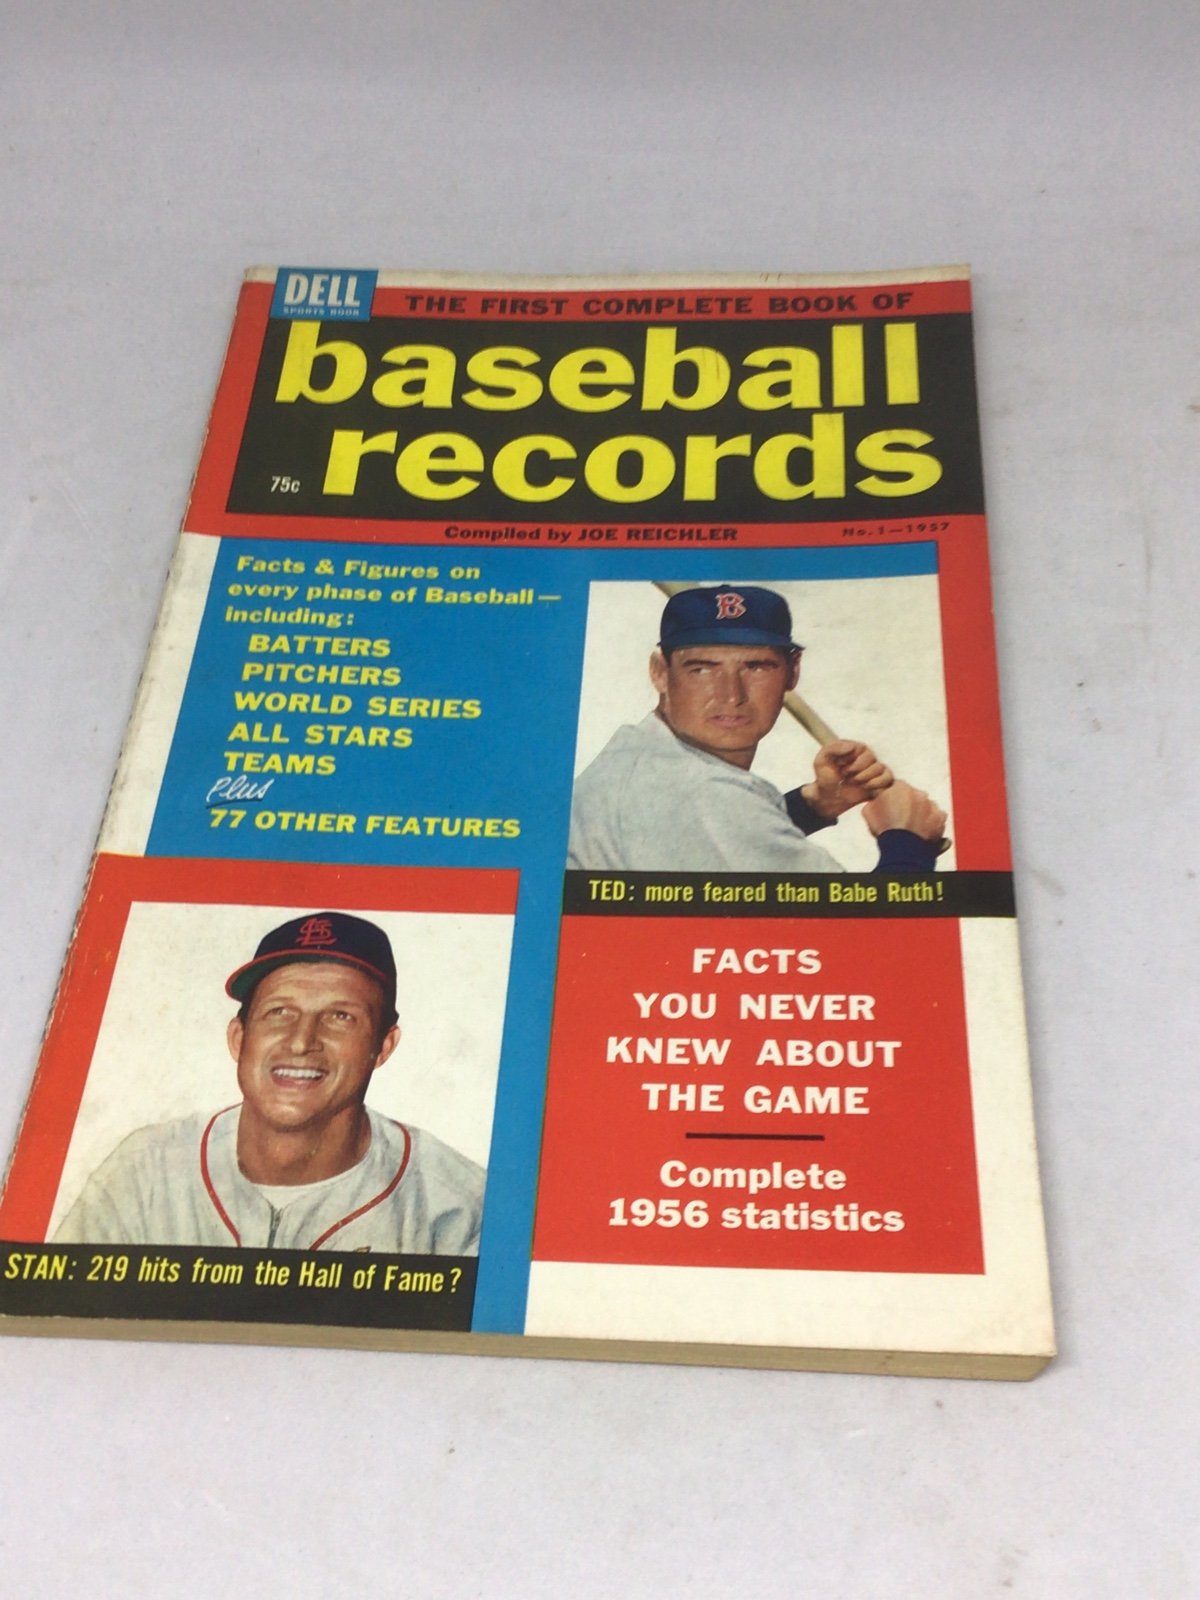 DELL
SPORTS BOOK
THE FIRST COMPLETE BOOK OF
baseball
records
75c
Compiled by JOE REICHLER
No. 1—1957
Facts & Figures on
every phase of Baseball—
including:
BATTERS
PITCHERS
WORLD SERIES
ALL STARS
TEAMS
Plus
77 OTHER FEATURES
B
TED: more feared than Babe Ruth!
STL
STAN: 219 hits from the Hall of Fame?
FACTS
YOU NEVER
KNEW ABOUT
THE GAME
Complete
1956 statistics